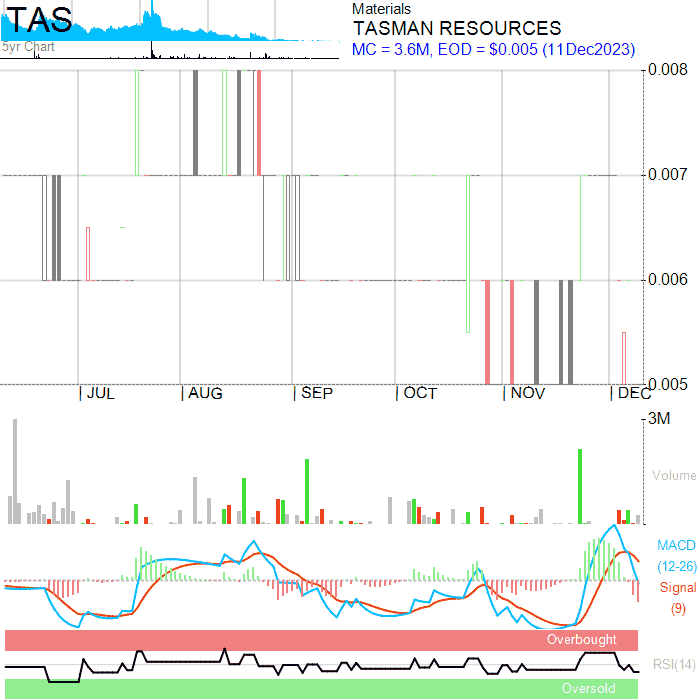 TAS
5yr Chart
Materials
TASMAN RESOURCES
MC = 3.6M, EOD = $0.005 (11Dec2023)
0.008
0.007
0.006
0.005
JUL
AUG
SEP
OCT
NOV
DEC
3M
Volume
MACD
(12-26)
Signal
(9)
Overbought
RSI(14)
Oversold